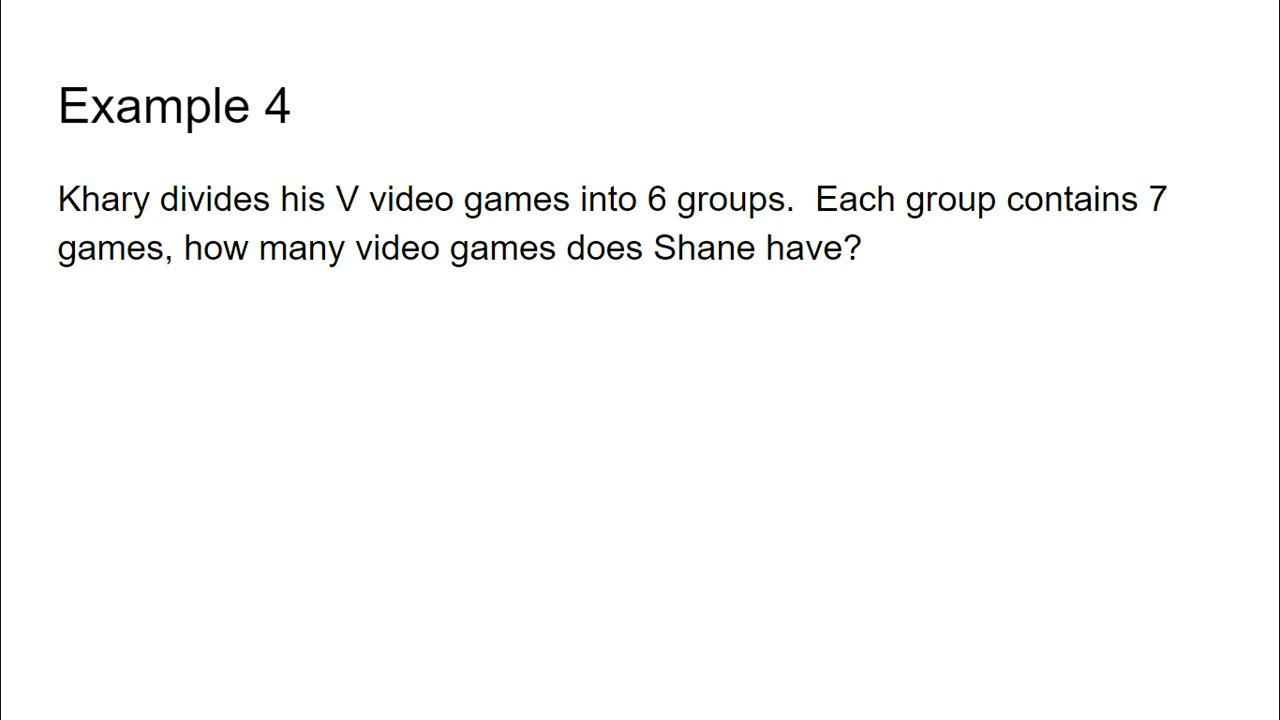 Example 4
Khary divides his V video games into 6 groups.  Each group contains 7
games, how many video games does Shane have?